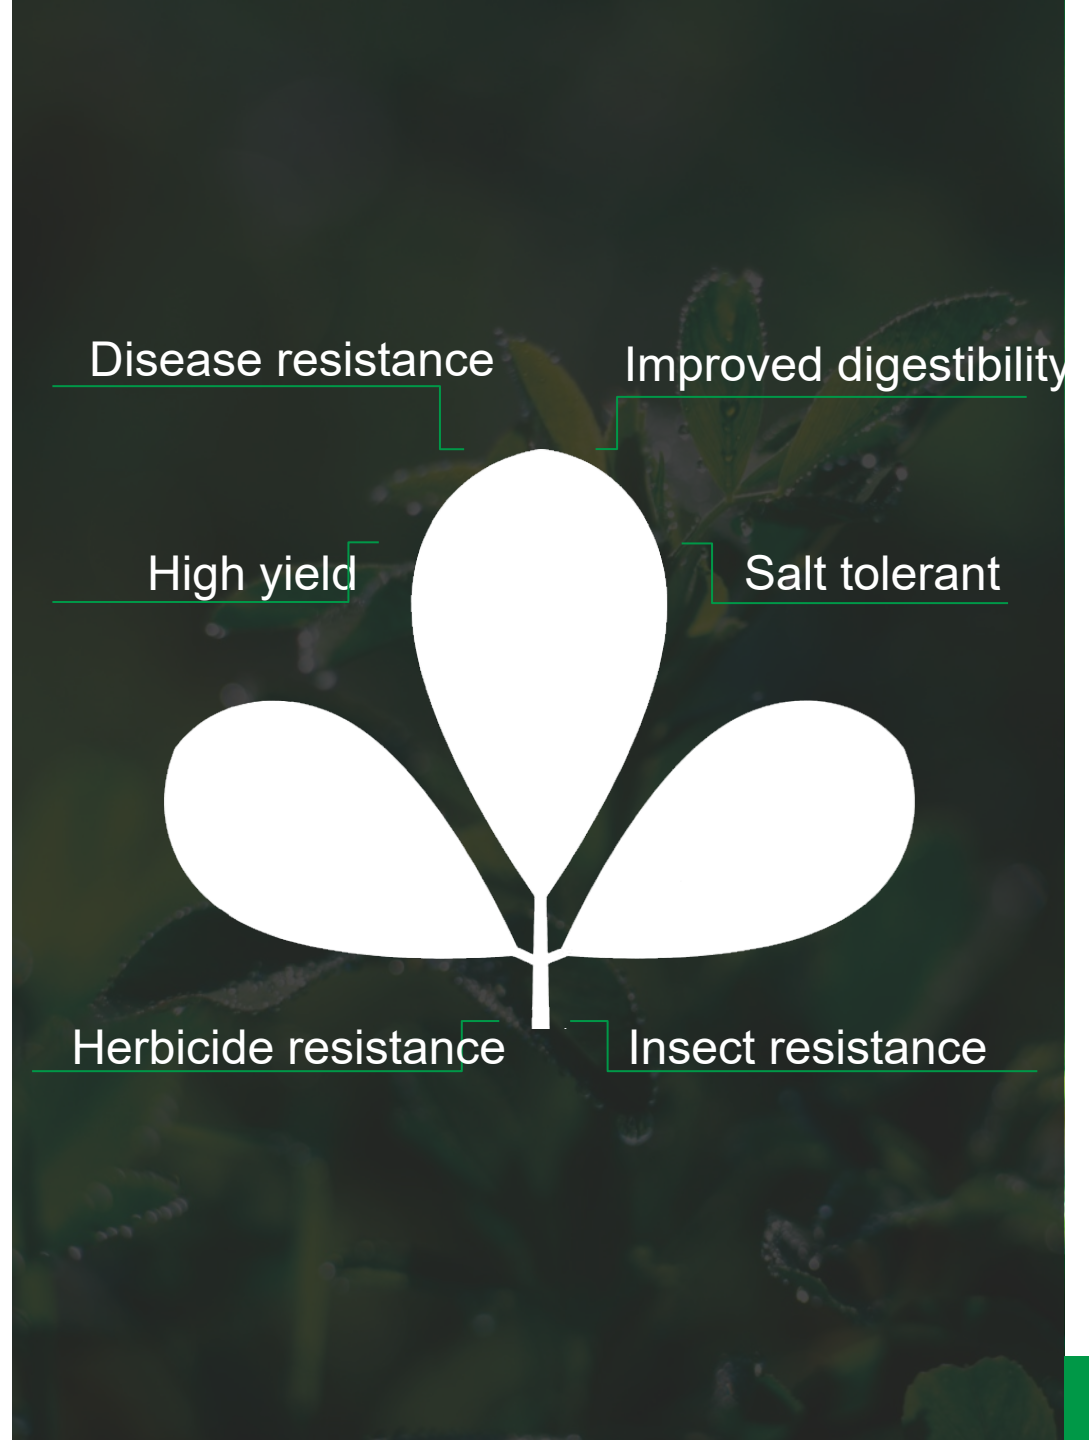 Disease resistance
Improved digestibility
High yield
Salt tolerant
Herbicide resistance
Insect resistance